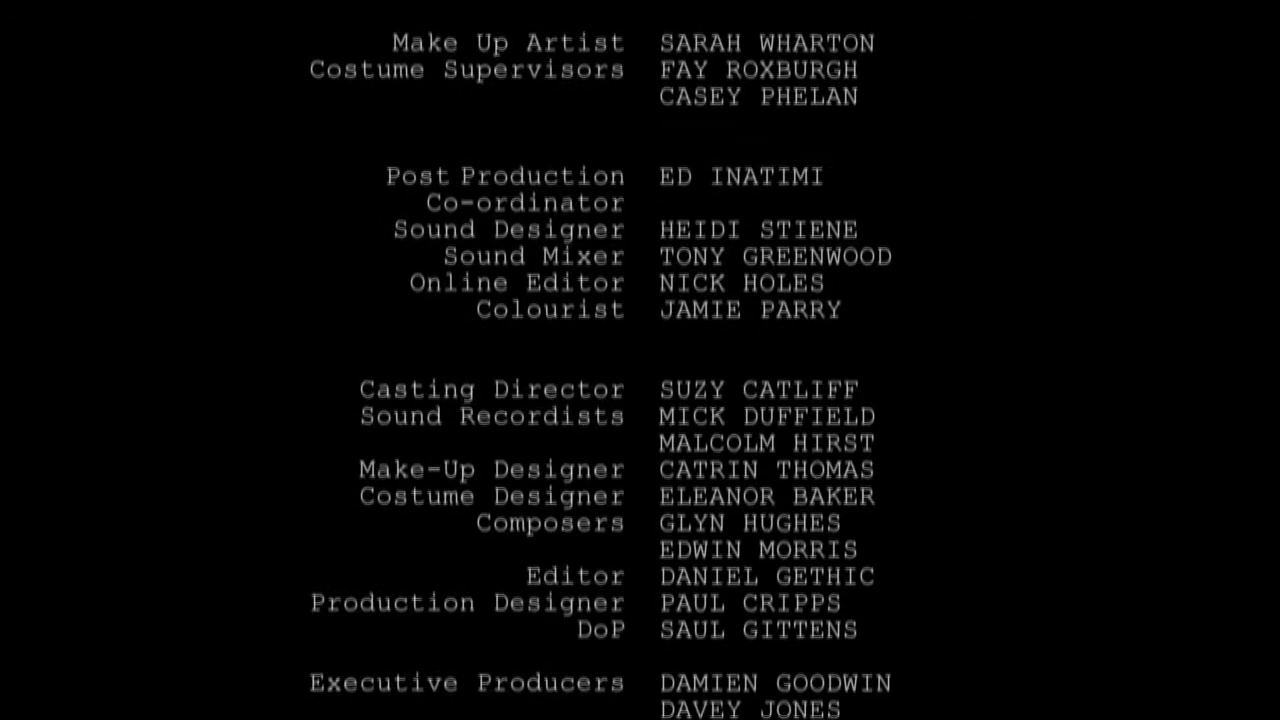 Make Up Artist SARAH WHARTON
Costume Supervisors FAY ROXBURGH
CASEY PHELAN
Post Production ED INATIMI
Co-ordinator
Sound Designer HEIDI STIENE
Sound Mixer TONY GREENWOOD
Online Editor NICK HOLES
Colourist JAMIE PARRY
Casting Director SUZY CATLIFF
Sound Recordists MICK DUFFIELD
MALCOLM HIRST
Make-Up Designer CATRIN THOMAS
Costume Designer ELEANOR BAKER
Composers GLYN HUGHES
EDWIN MORRIS
Editor DANIEL GETHIC
Production Designer PAUL CRIPPS
DoP SAUL GITTENS
Executive Producers DAMIEN GOODWIN
DAVEY JONES